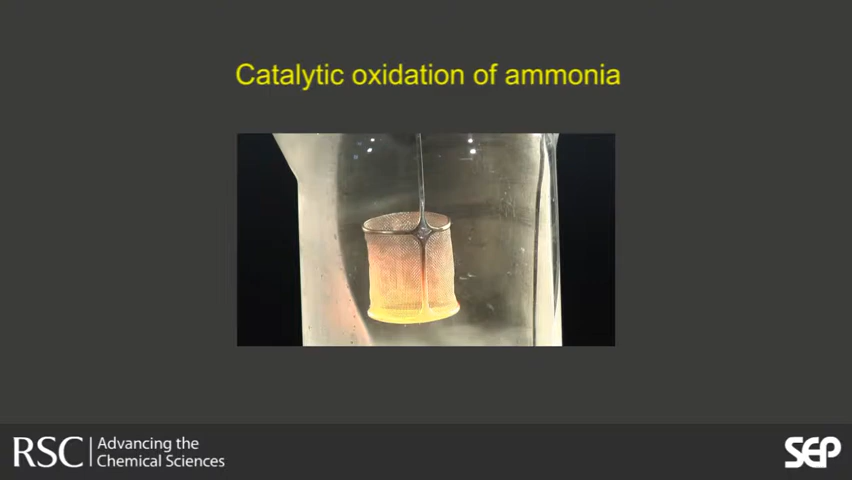 Catalytic oxidation of ammonia
RSC
Advancing the
Chemical Sciences
SEP